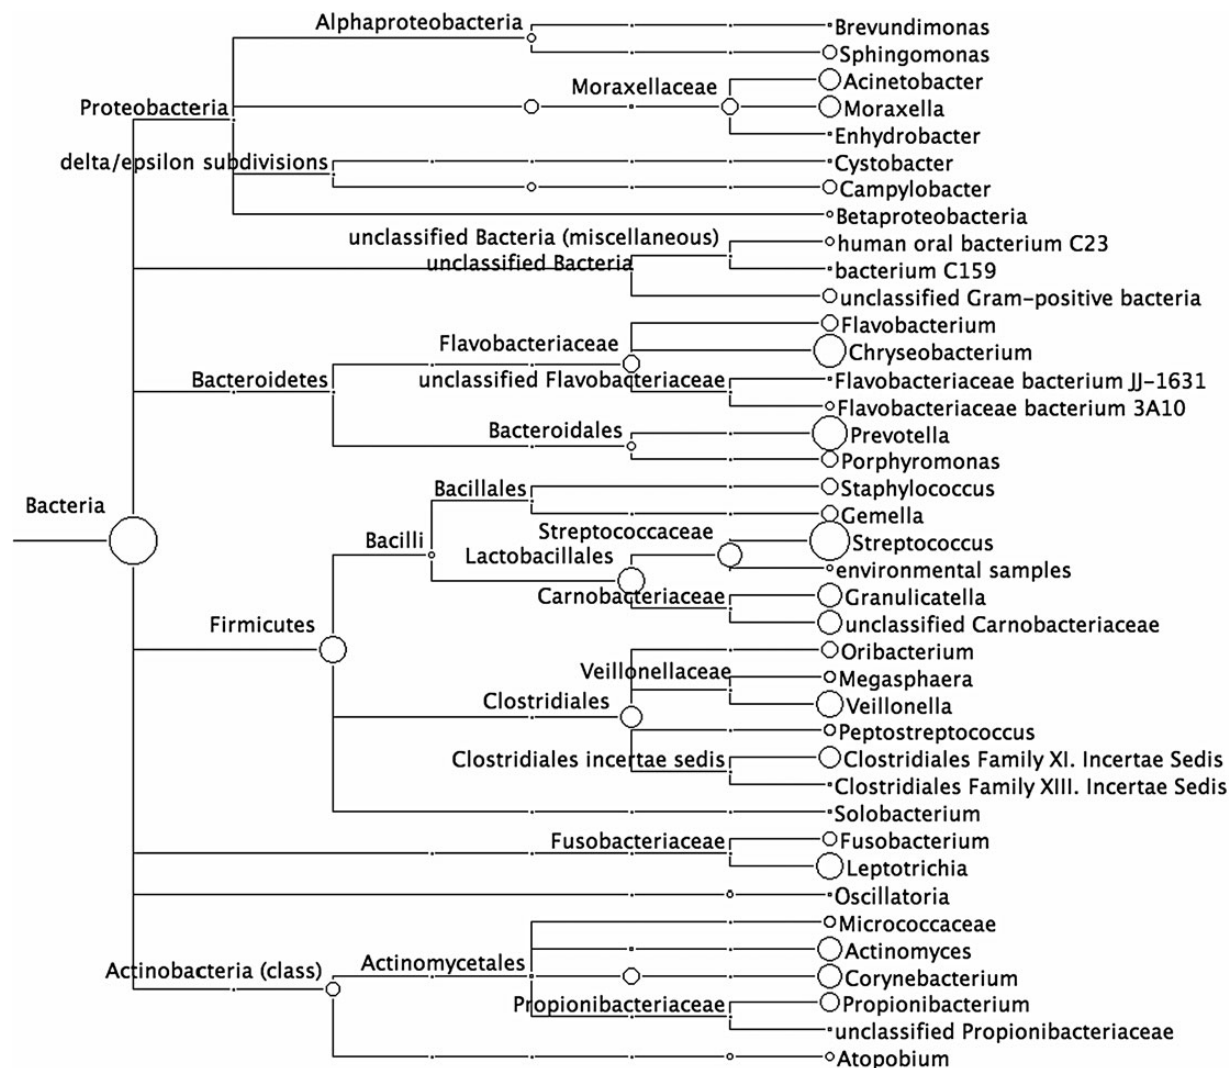 Alphaproteobacteria
Brevundimonas
Sphingomonas
Moraxellaceae
Acinetobacter
Proteobacteria
Moraxella
Enhydrobacter
delta/epsilon subdivisions
Cystobacter
Campylobacter
Betaproteobacteria
unclassified Bacteria (miscellaneous)
human oral bacterium C23
unclassified Bacteria
bacterium C159
unclassified Gram-positive bacteria
Flavobacterium
Flavobacteriaceae
Chryseobacterium
Bacteroidetes
unclassified Flavobacteriaceae
Flavobacteriaceae bacterium JJ-1631
Flavobacteriaceae bacterium 3A10
Bacteroidales
Prevotella
Porphyromonas
Bacillales
Staphylococcus
Bacteria
Gemella
Streptococcaceae
Bacilli
Streptococcus
Lactobacillales
environmental samples
Carnobacteriaceae
Granulicatella
Firmicutes
unclassified Carnobacteriaceae
Oribacterium
Veillonellaceae
Megasphaera
Clostridiales
Veillonella
Peptostreptococcus
Clostridiales incertae sedis
Clostridiales Family XI. Incertae Sedis
Clostridiales Family XIII. Incertae Sedis
Solobacterium
Fusobacteriaceae
Fusobacterium
Leptotrichia
Oscillatoria
Micrococcaceae
Actinomyces
Actinobacteria (class)
Actinomycetales
Corynebacterium
Propionibacteriaceae
Propionibacterium
unclassified Propionibacteriaceae
Atopobium